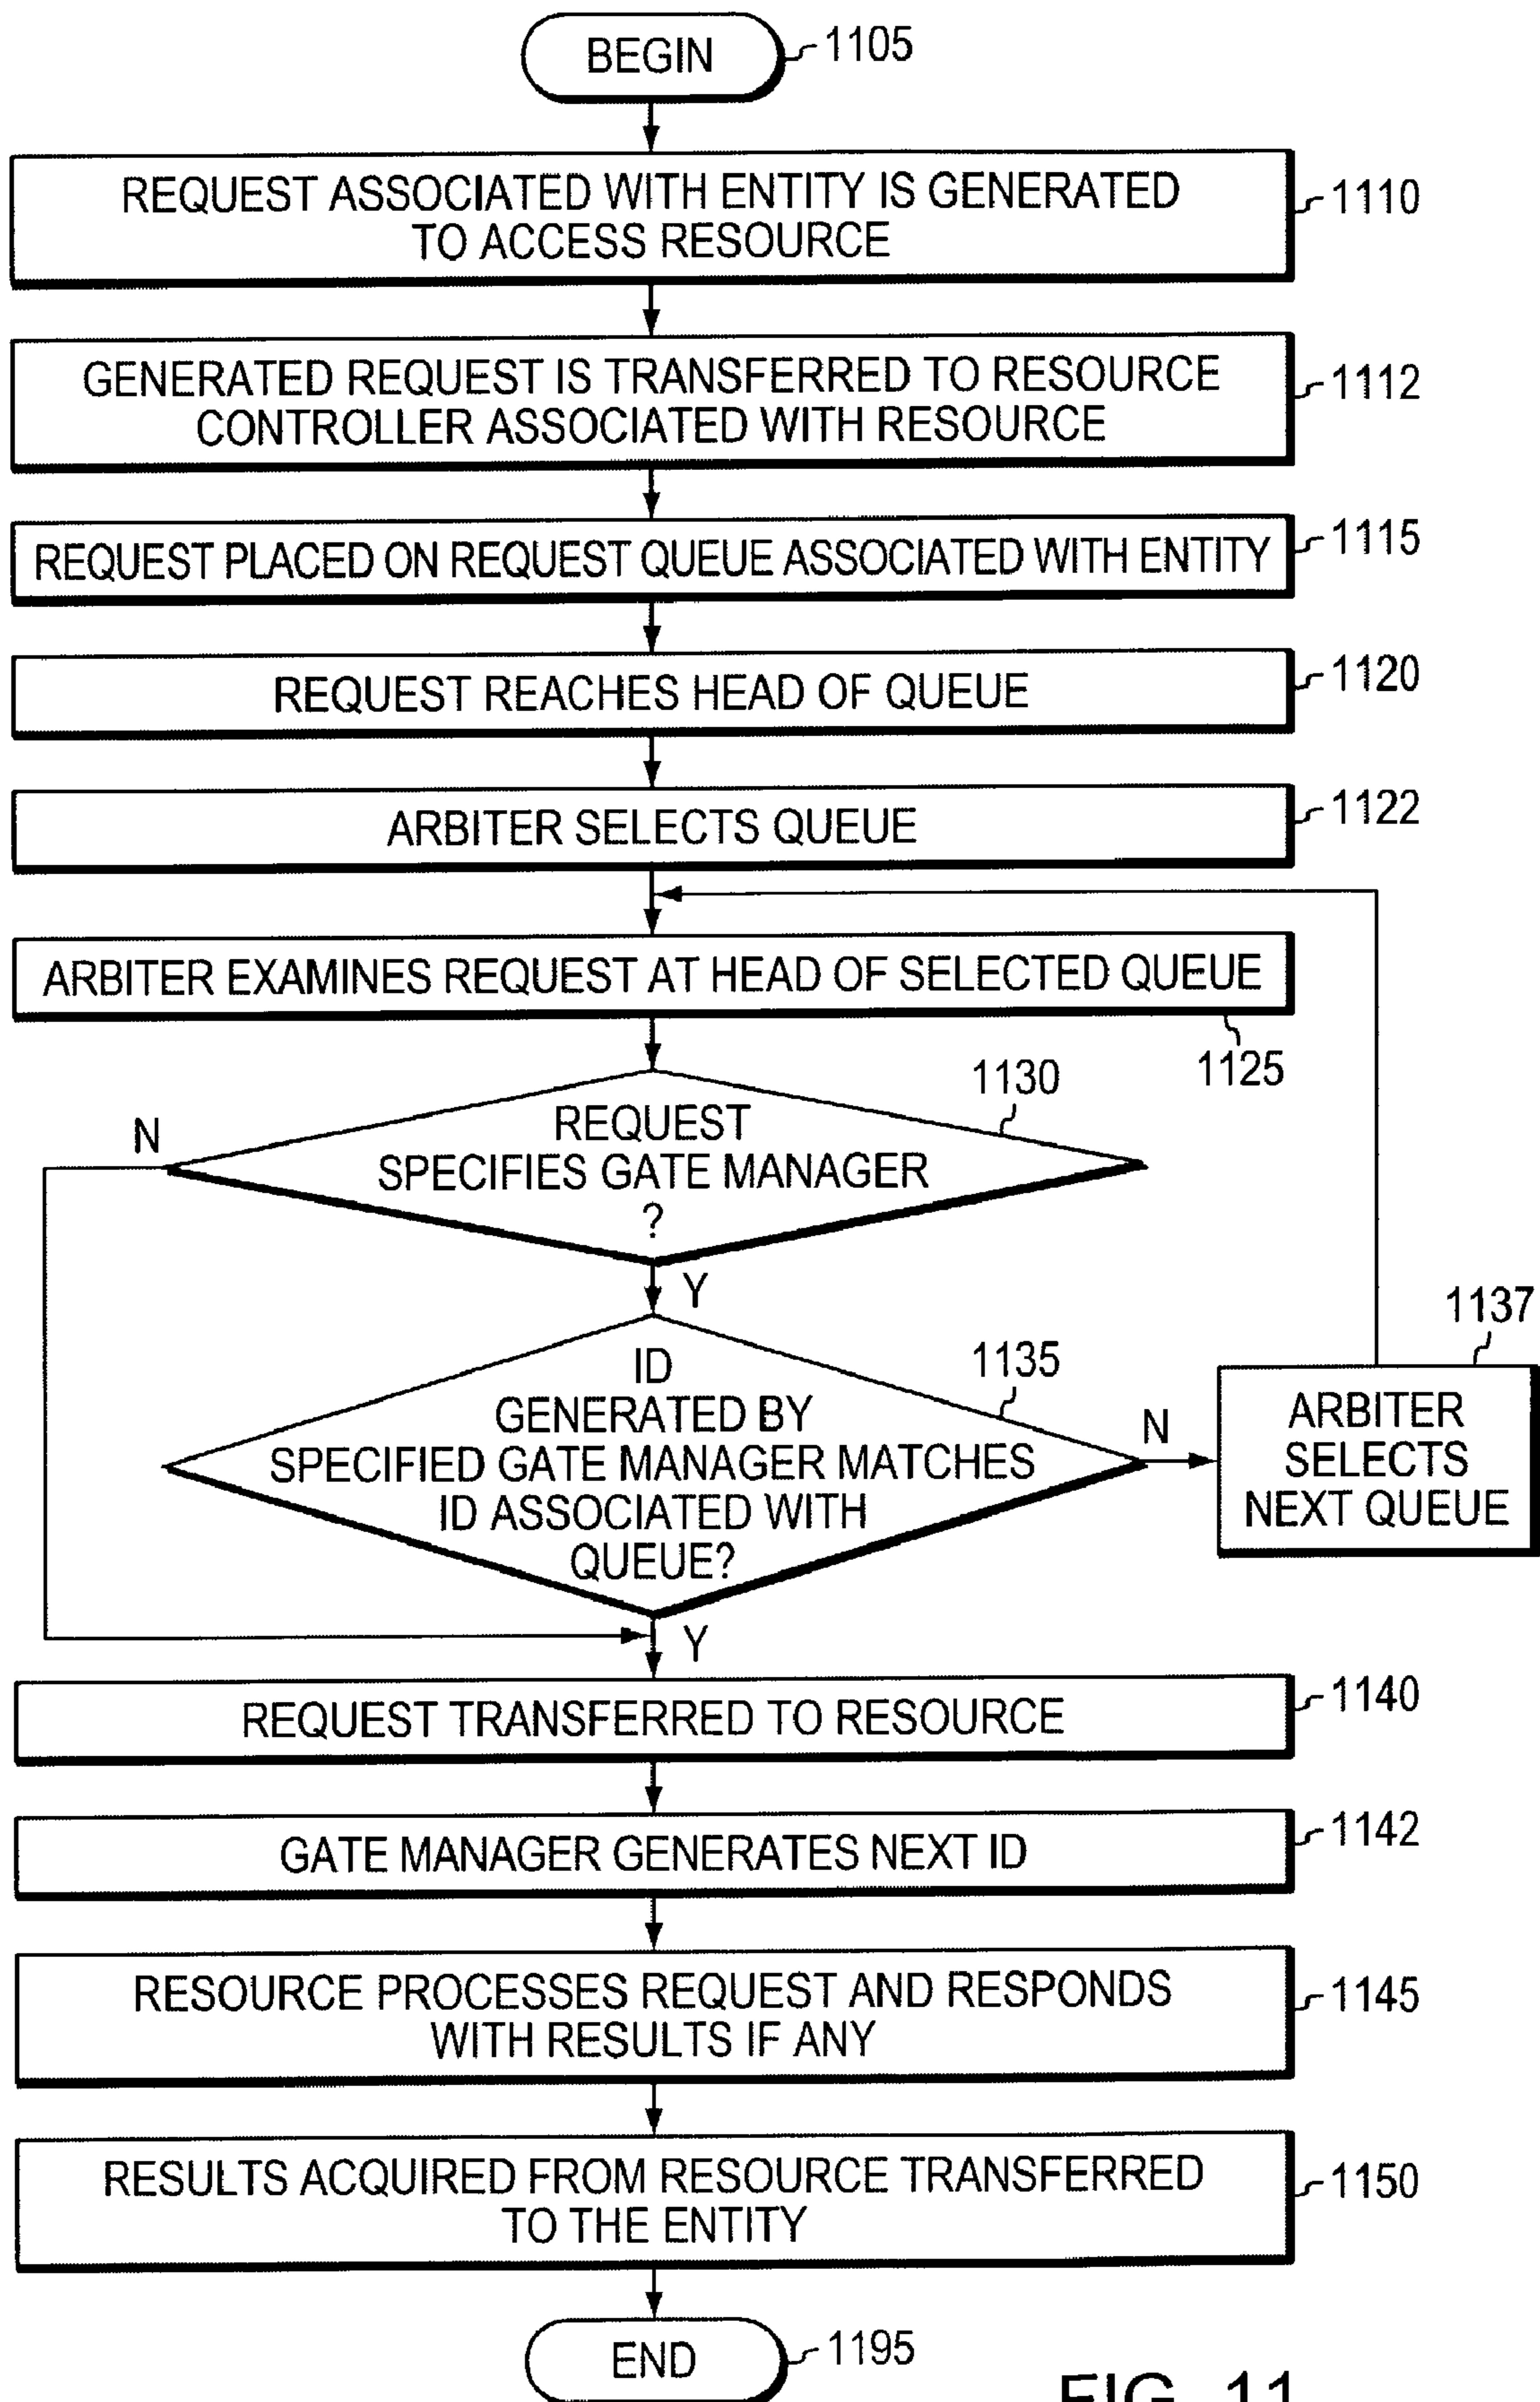 BEGIN
1105
REQUEST ASSOCIATED WITH ENTITY IS GENERATED
TO ACCESS RESOURCE
1110
GENERATED REQUEST IS TRANSFERRED TO RESOURCE
CONTROLLER ASSOCIATED WITH RESOURCE
1112
REQUEST PLACED ON REQUEST QUEUE ASSOCIATED WITH ENTITY
1115
REQUEST REACHES HEAD OF QUEUE
1120
ARBITER SELECTS QUEUE
1122
ARBITER EXAMINES REQUEST AT HEAD OF SELECTED QUEUE
1125
1130
N
REQUEST
SPECIFIES GATE MANAGER
?
Y
1135
ID
GENERATED BY
SPECIFIED GATE MANAGER MATCHES
ID ASSOCIATED WITH
QUEUE?
N
1137
ARBITER
SELECTS
NEXT QUEUE
Y
REQUEST TRANSFERRED TO RESOURCE
1140
GATE MANAGER GENERATES NEXT ID
1142
RESOURCE PROCESSES REQUEST AND RESPONDS
WITH RESULTS IF ANY
1145
RESULTS ACQUIRED FROM RESOURCE TRANSFERRED
TO THE ENTITY
1150
END
1195
FIG. 11